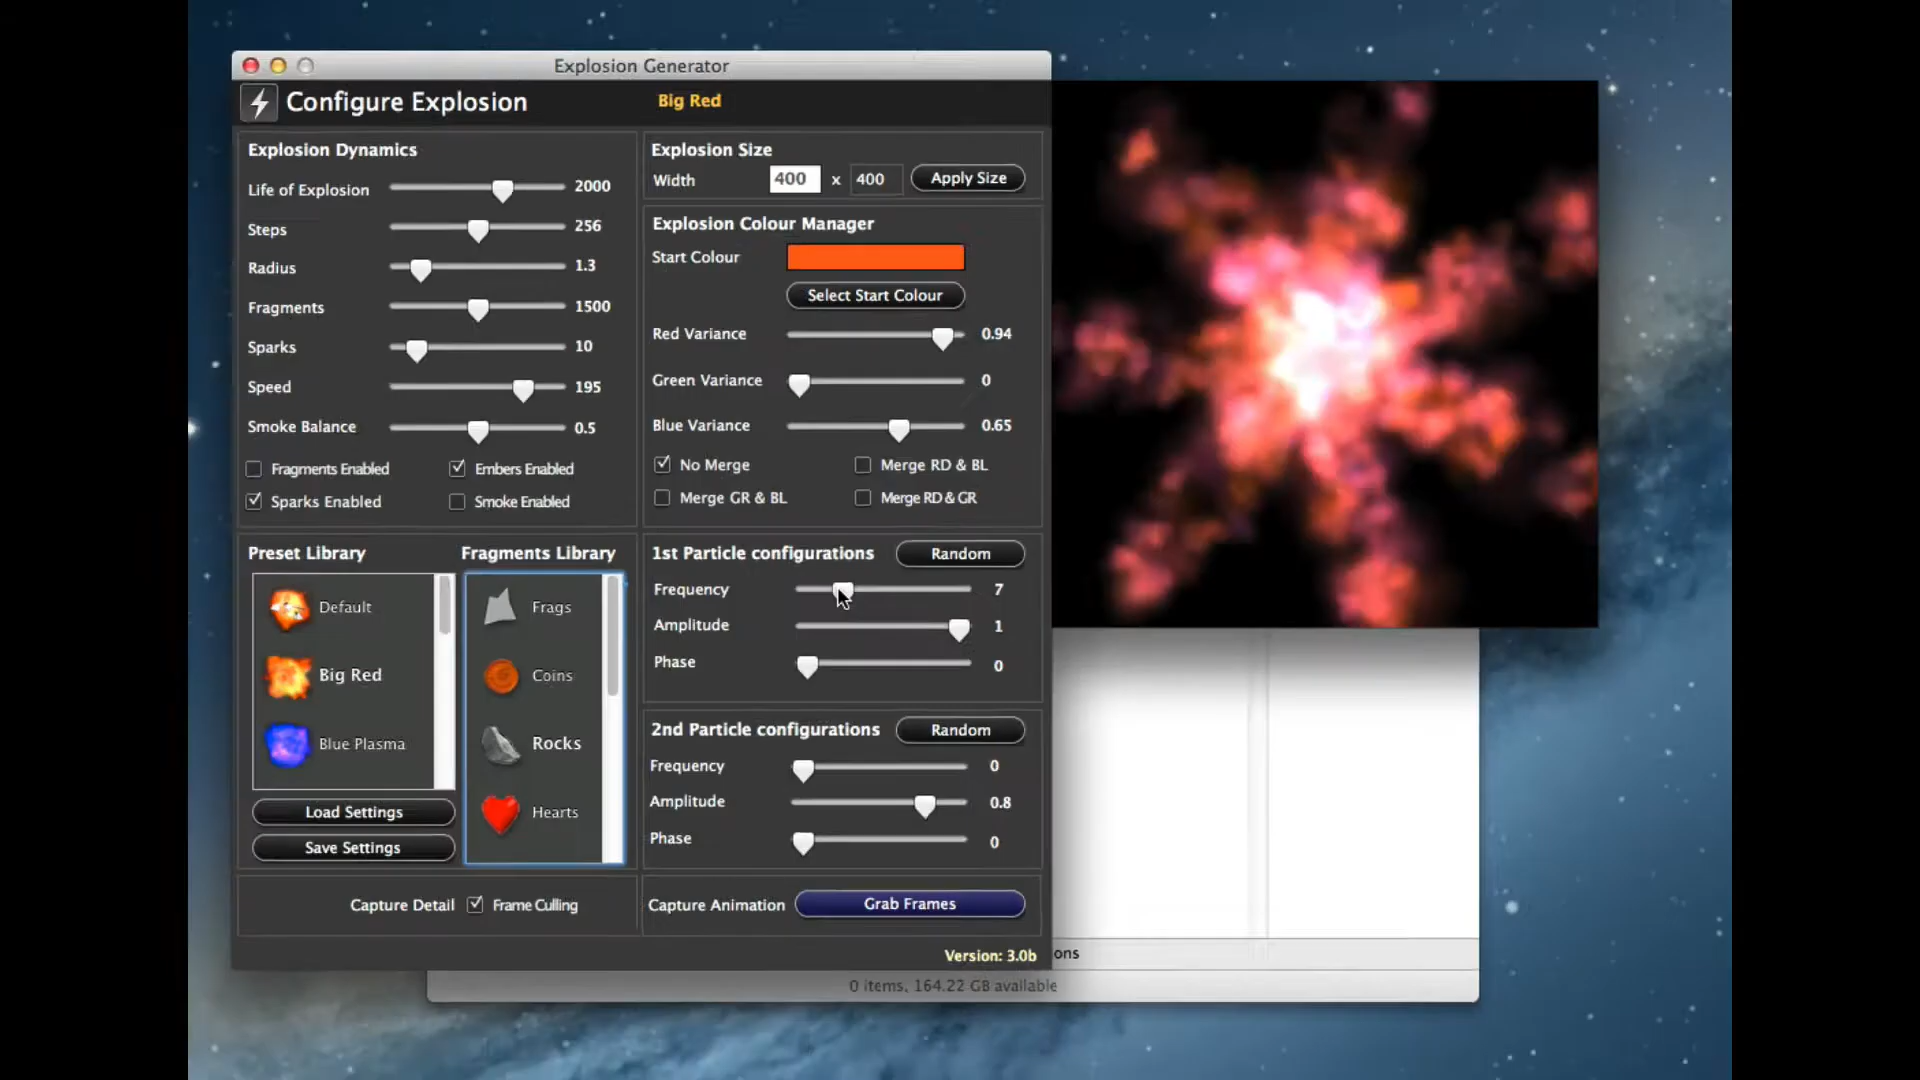 Explosion Generator
Configure Explosion
Big Red
Explosion Dynamics
Life of Explosion 2000
Steps 256
Radius 1.3
Fragments 1500
Sparks 10
Speed 195
Smoke Balance 0.5
Fragments Enabled
Embers Enabled
Sparks Enabled
Smoke Enabled
Explosion Size
Width 400 x 400 Apply Size
Explosion Colour Manager
Start Colour
Select Start Colour
Red Variance 0.94
Green Variance 0
Blue Variance 0.65
No Merge
Merge RD & BL
Merge GR & BL
Merge RD & GR
Preset Library
Default
Big Red
Blue Plasma
Load Settings
Save Settings
Fragments Library
Frags
Coins
Rocks
Hearts
1st Particle configurations Random
Frequency 7
Amplitude 1
Phase 0
2nd Particle configurations Random
Frequency 0
Amplitude 0.8
Phase 0
Capture Detail Frame Culling
Capture Animation Grab Frames
Version: 3.0b
ons
0 items, 164.22 GB available